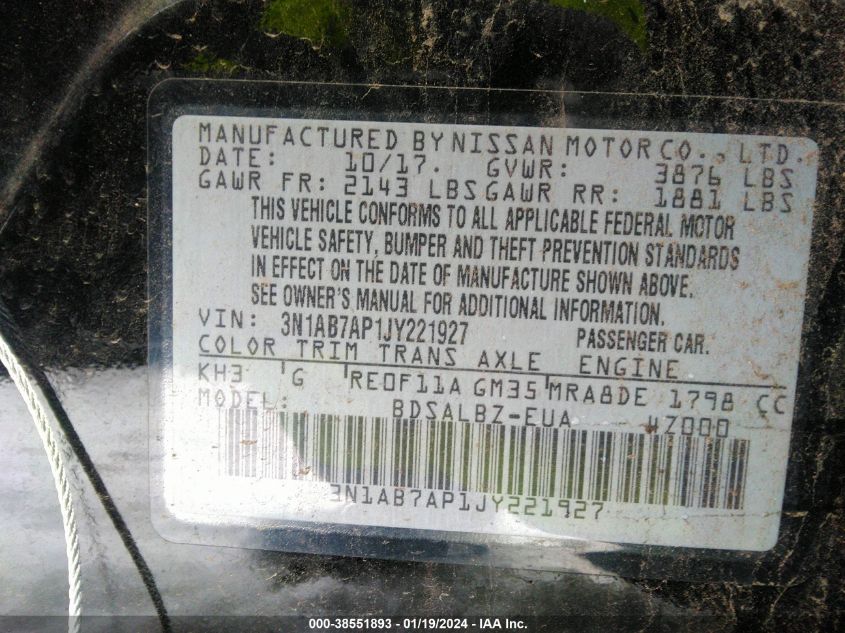 MANUFACTURED BY NISSAN MOTOR CO., LTD.
DATE: 10/17. GVWR: 3876 LBS
GAWR FR: 2143 LBS GAWR RR: 1881 LBS
THIS VEHICLE CONFORMS TO ALL APPLICABLE FEDERAL MOTOR
VEHICLE SAFETY, BUMPER AND THEFT PREVENTION STANDARDS
IN EFFECT ON THE DATE OF MANUFACTURE SHOWN ABOVE.
SEE OWNER'S MANUAL FOR ADDITIONAL INFORMATION.
VIN: 3N1AB7AP1JY221927 PASSENGER CAR.
COLOR TRIM TRANS AXLE ENGINE
KH3 G RE0F11A GM35 MRA8DE 1798 CC
BDSALBZ-EUA WZ000
3N1AB7AP1JY221927
000-38551893 - 01/19/2024 - IAA Inc.